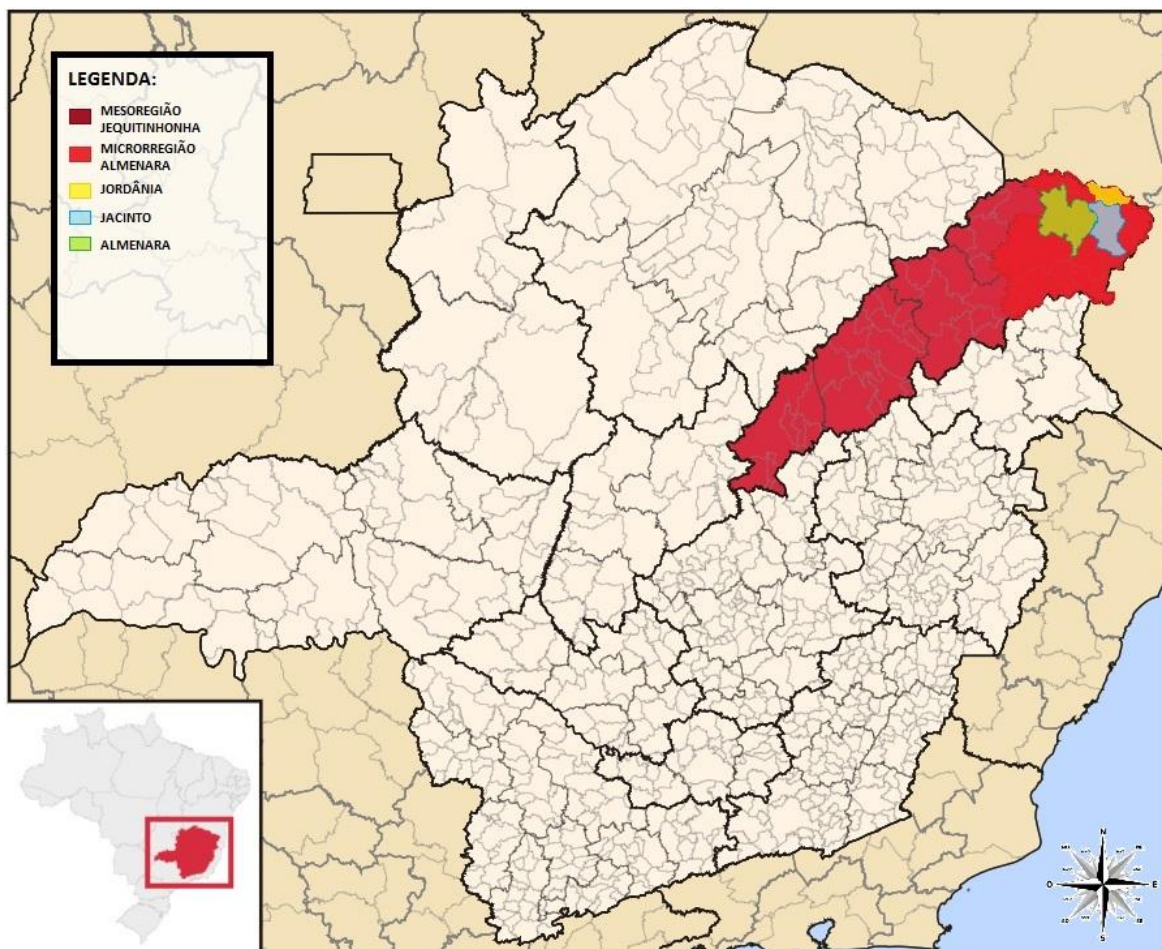 LEGENDA:
MESOREGIÃO
JEQUITINHONHA
MICRORREGIÃO
ALMENARA
JORDÂNIA
JACINTO
ALMENARA
N
O
E
S